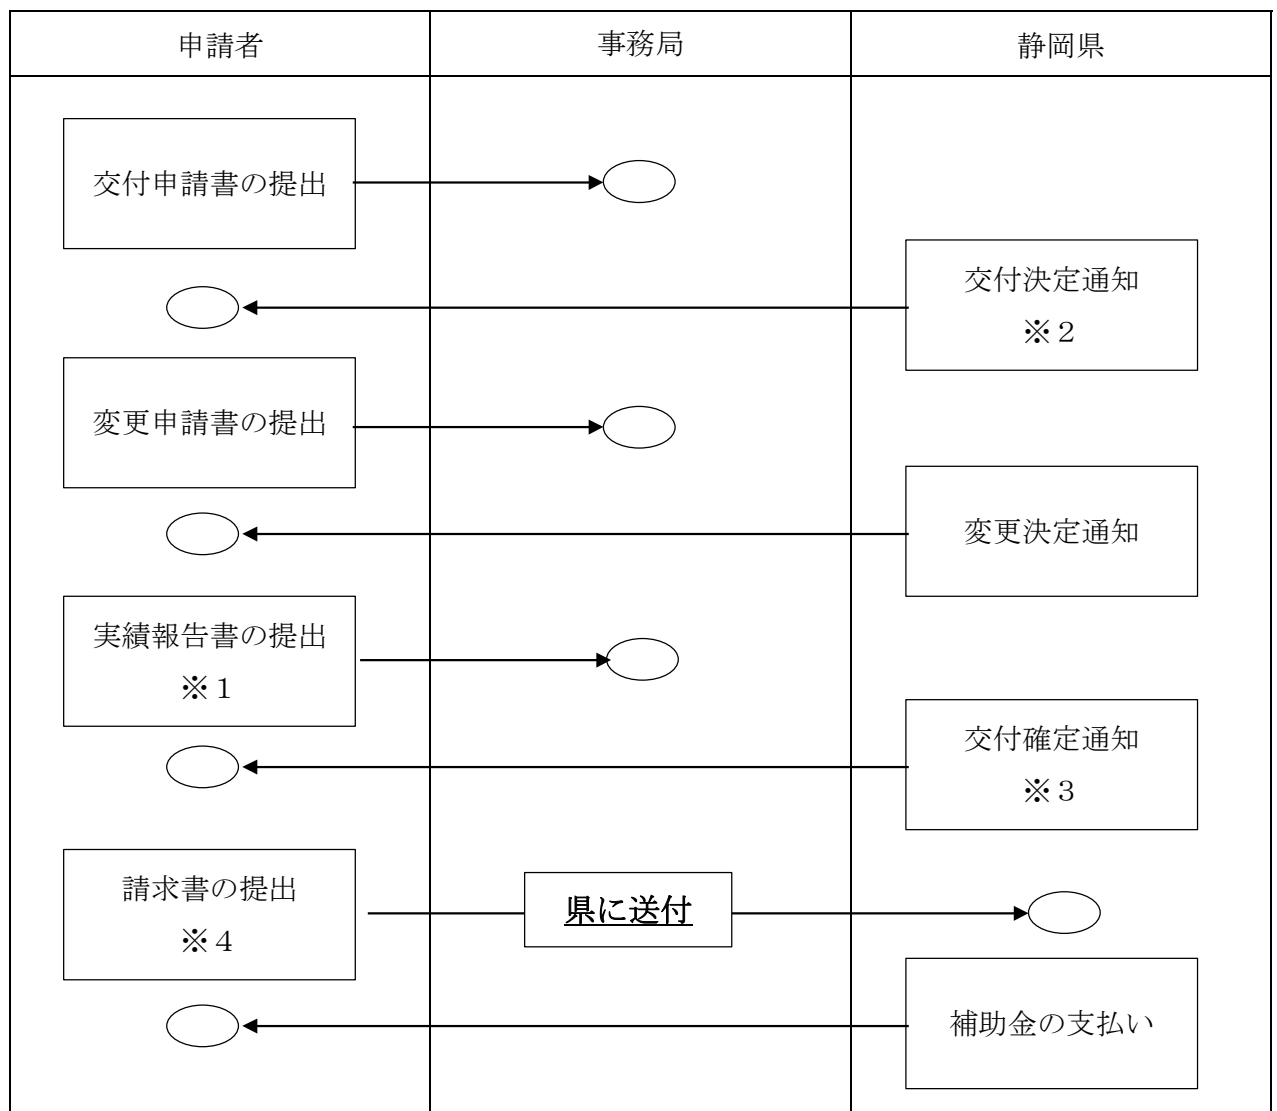 申請者
事務局
静岡県
交付申請書の提出
交付決定通知
※２
変更申請書の提出
変更決定通知
実績報告書の提出
※１
交付確定通知
※３
請求書の提出
※４
県に送付
補助金の支払い